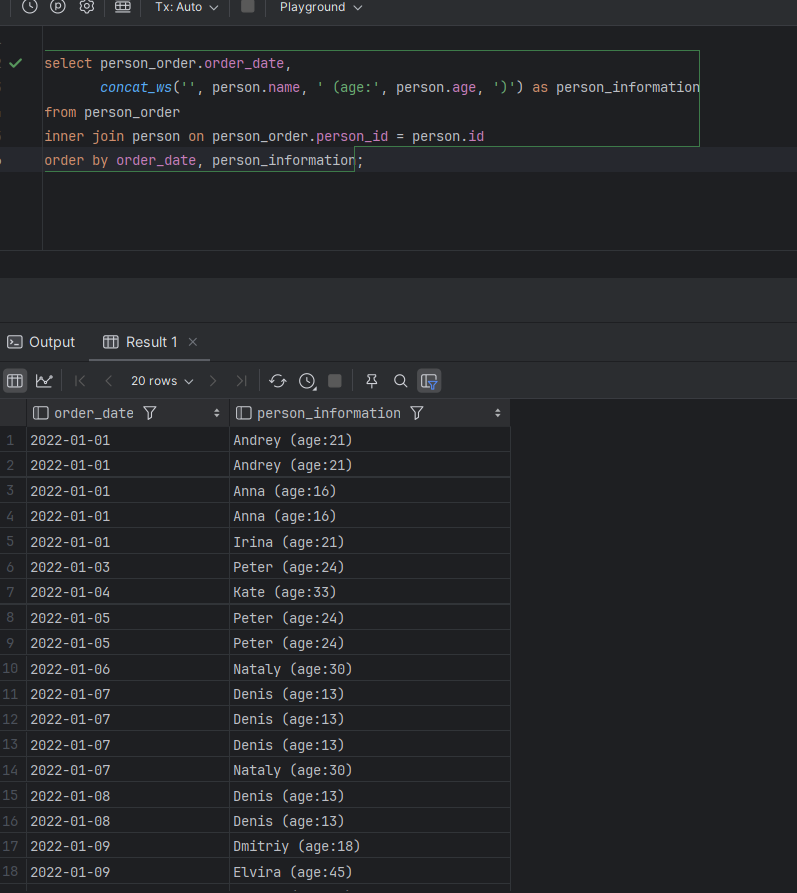 Tx: Auto Playground
select person_order.order_date,
concat_ws('', person.name, ' (age:', person.age, ')') as person_information
from person_order
inner join person on person_order.person_id = person.id
order by order_date, person_information;
Output Result 1
20 rows
order_date person_information
1 2022-01-01 Andrey (age:21)
2 2022-01-01 Andrey (age:21)
3 2022-01-01 Anna (age:16)
4 2022-01-01 Anna (age:16)
5 2022-01-01 Irina (age:21)
6 2022-01-03 Peter (age:24)
7 2022-01-04 Kate (age:33)
8 2022-01-05 Peter (age:24)
9 2022-01-05 Peter (age:24)
10 2022-01-06 Nataly (age:30)
11 2022-01-07 Denis (age:13)
12 2022-01-07 Denis (age:13)
13 2022-01-07 Denis (age:13)
14 2022-01-07 Nataly (age:30)
15 2022-01-08 Denis (age:13)
16 2022-01-08 Denis (age:13)
17 2022-01-09 Dmitriy (age:18)
18 2022-01-09 Elvira (age:45)